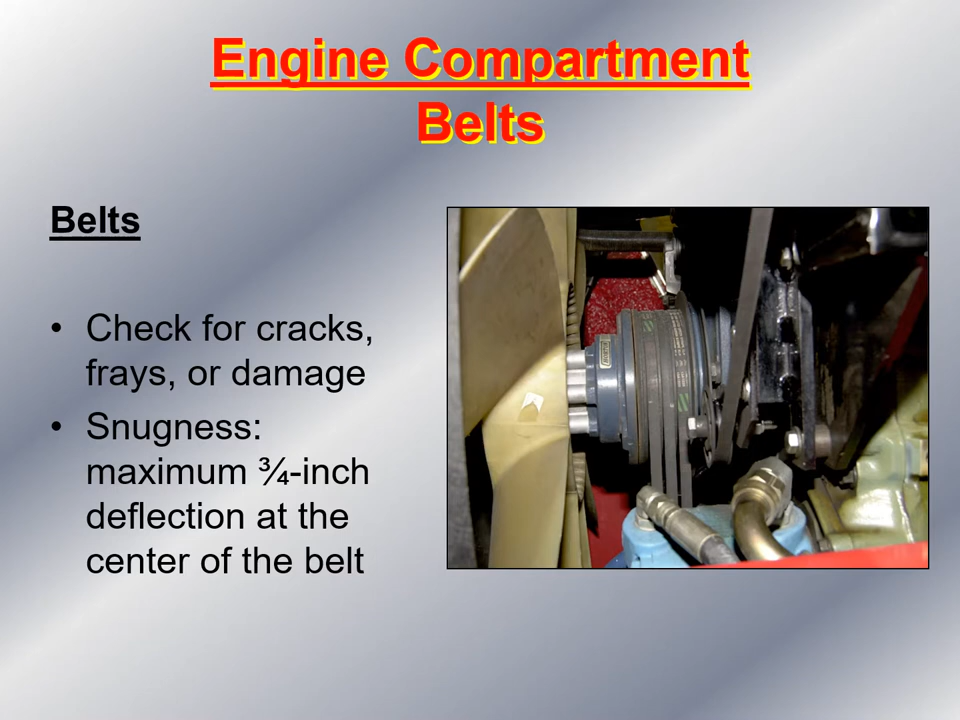 Engine Compartment
Belts
Belts
• Check for cracks,
frays, or damage
• Snugness:
maximum ¾-inch
deflection at the
center of the belt